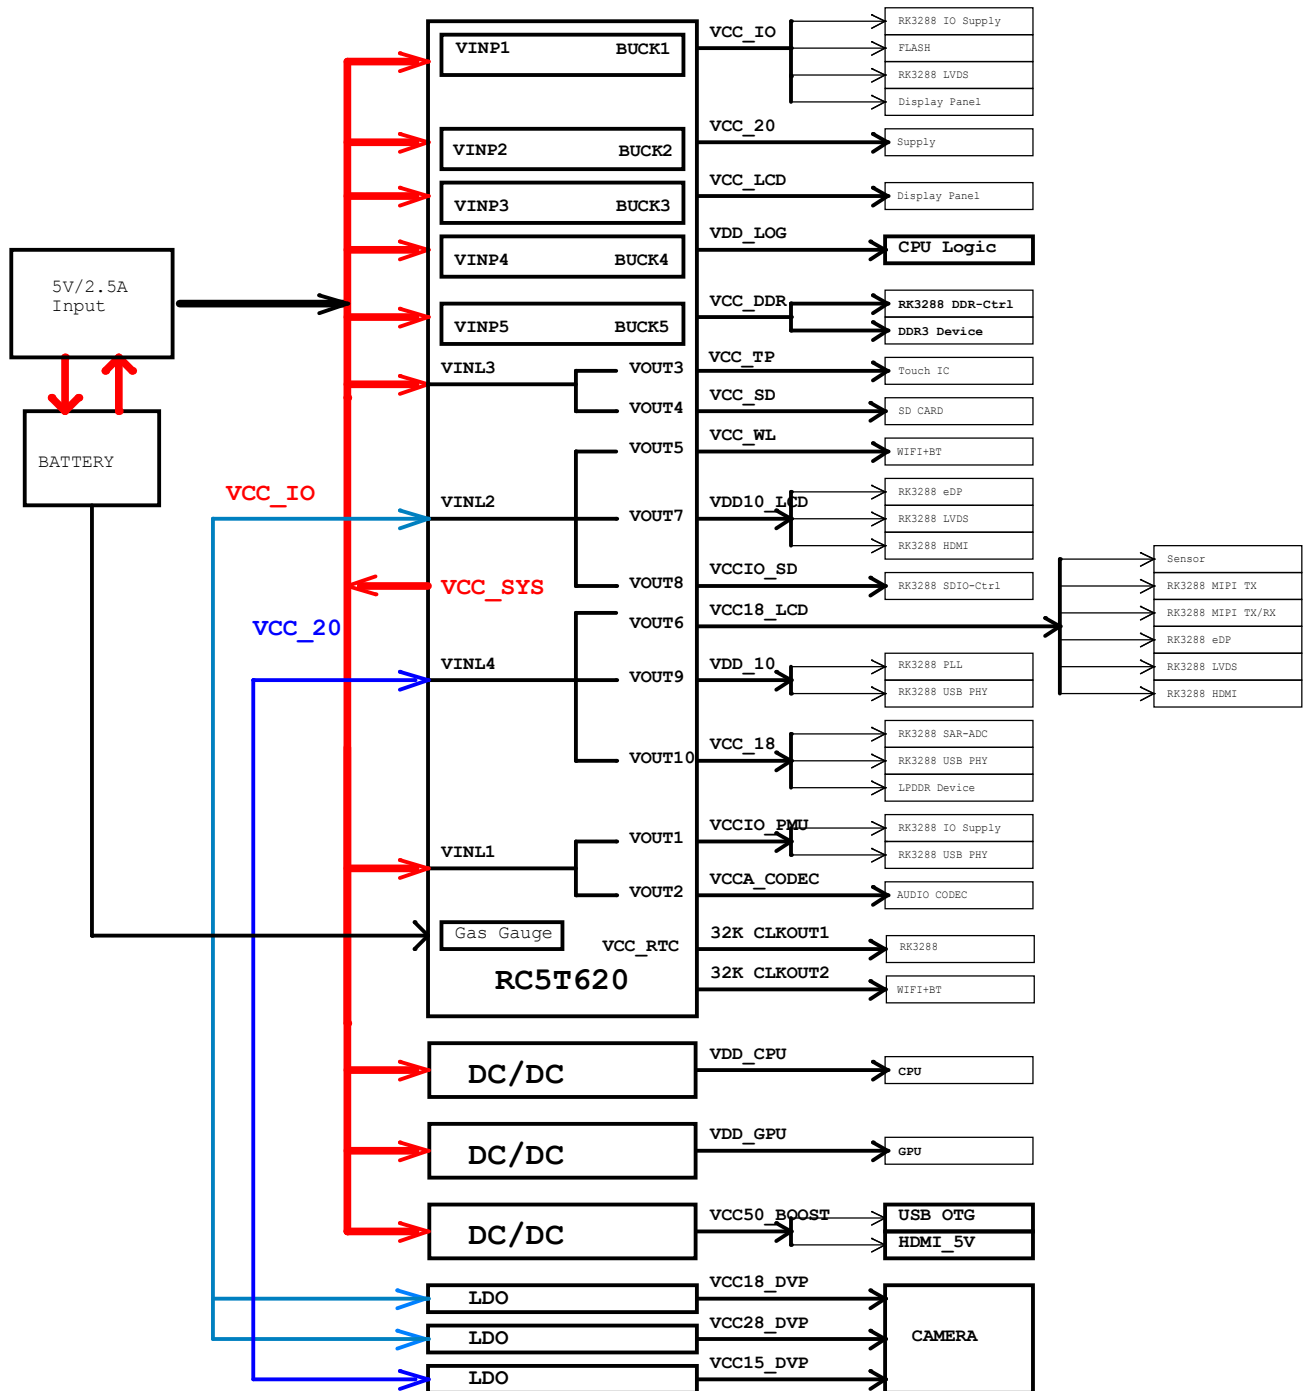 VCC_IO
RK3288 IO Supply
FLASH
RK3288 LVDS
Display Panel
VINP1 BUCK1
VCC_20
Supply
VINP2 BUCK2
VCC_LCD
Display Panel
VINP3 BUCK3
VDD_LOG
CPU Logic
VINP4 BUCK4
5V/2.5A
Input
VCC_DDR
RK3288 DDR-Ctrl
DDR3 Device
VINP5 BUCK5
VINL3
VOUT3
VCC_TP
Touch IC
VOUT4
VCC_SD
SD CARD
BATTERY
VOUT5
VCC_WL
WIFI+BT
VCC_IO
VINL2
VOUT7
VDD10_LCD
RK3288 eDP
RK3288 LVDS
RK3288 HDMI
VCC_SYS
VOUT8
VCCIO_SD
RK3288 SDIO-Ctrl
VCC_20
VOUT6
VCC18_LCD
Sensor
RK3288 MIPI TX
RK3288 MIPI TX/RX
RK3288 eDP
RK3288 LVDS
RK3288 HDMI
VINL4
VOUT9
VDD_10
RK3288 PLL
RK3288 USB PHY
VOUT10
VCC_18
RK3288 SAR-ADC
RK3288 USB PHY
LPDDR Device
VINL1
VOUT1
VCCIO_PMU
RK3288 IO Supply
RK3288 USB PHY
VOUT2
VCCA_CODEC
AUDIO CODEC
Gas Gauge
VCC_RTC
32K CLKOUT1
RK3288
RC5T620
32K CLKOUT2
WIFI+BT
DC/DC
VDD_CPU
CPU
DC/DC
VDD_GPU
GPU
DC/DC
VCC50_BOOST
USB OTG
HDMI_5V
LDO
VCC18_DVP
LDO
VCC28_DVP
CAMERA
LDO
VCC15_DVP